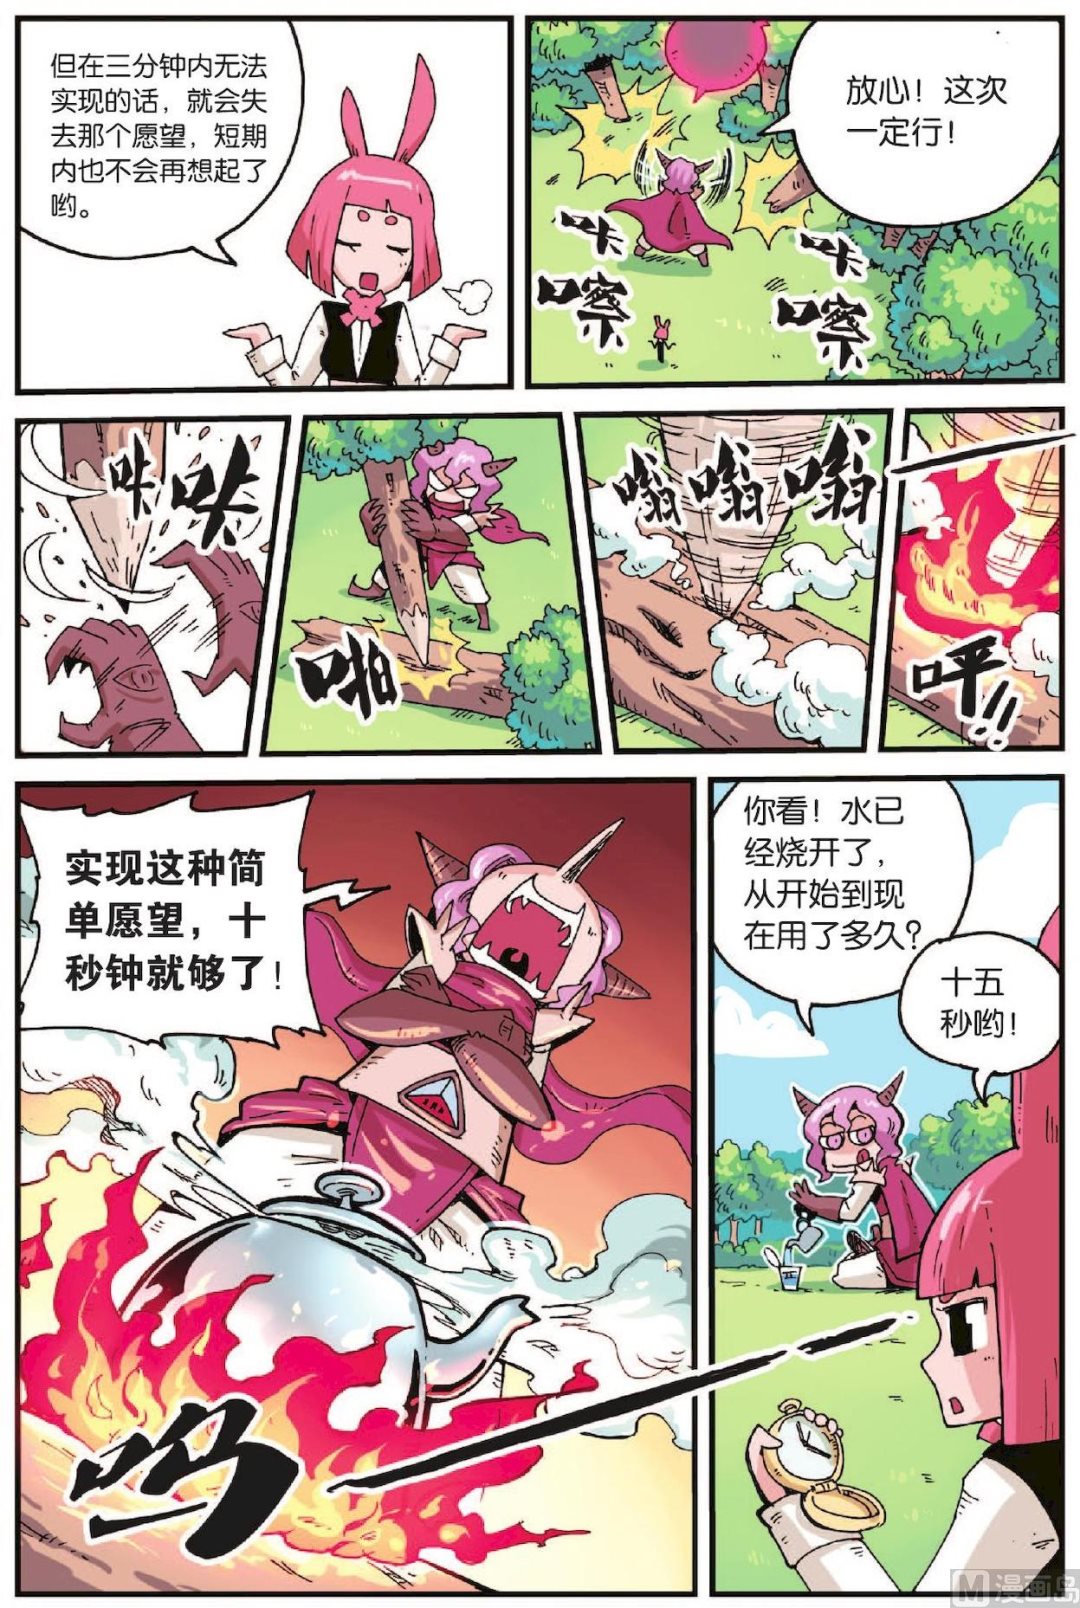 但在三分钟内无法
实现的话，就会失
去那个愿望，短期
内也不会再想起了
哟。
放心！这次
一定行！
咔
嚓
咔
嚓
咔咔
啪
嗡嗡嗡
呯!!
实现这种简
单愿望，十
秒钟就够了！
呜
你看！水已
经烧开了，
从开始到现
在用了多久？
十五
秒哟！
M漫画岛